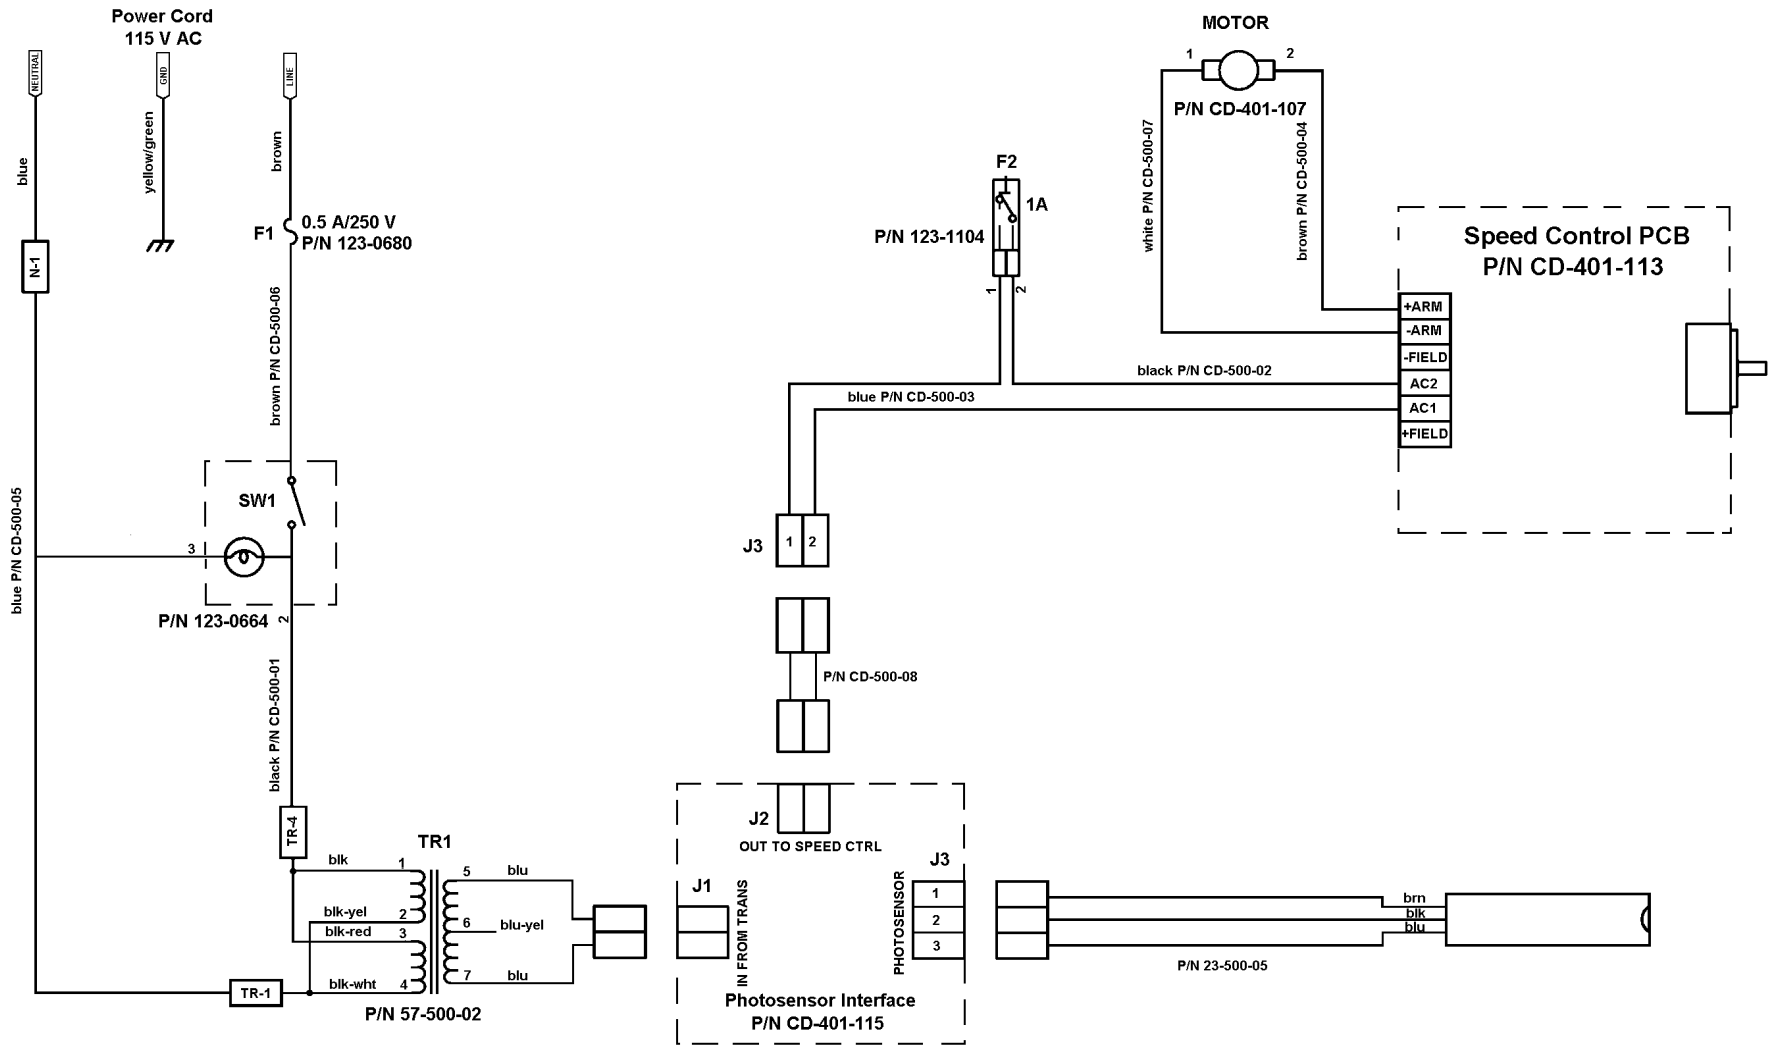 Power Cord
115 V AC
NEUTRAL
GND
LINE
blue
yellow/green
brown
F1
0.5 A/250 V
P/N 123-0680
N-1
brown P/N CD-500-06
SW1
3
P/N 123-0664
2
blue P/N CD-500-05
black P/N CD-500-01
TR-4
TR1
blk
1
blk-yel
2
blk-red
3
blk-wht
4
TR-1
5
blu
6
blu-yel
7
blu
P/N 57-500-02
MOTOR
1
2
P/N CD-401-107
white P/N CD-500-07
brown P/N CD-500-04
F2
1A
P/N 123-1104
1
2
Speed Control PCB
P/N CD-401-113
+ARM
-ARM
-FIELD
AC2
AC1
+FIELD
black P/N CD-500-02
blue P/N CD-500-03
J3
1
2
P/N CD-500-08
J2
OUT TO SPEED CTRL
J1
IN FROM TRANS
PHOTOSENSOR
J3
1
2
3
Photosensor Interface
P/N CD-401-115
brn
blk
blu
P/N 23-500-05